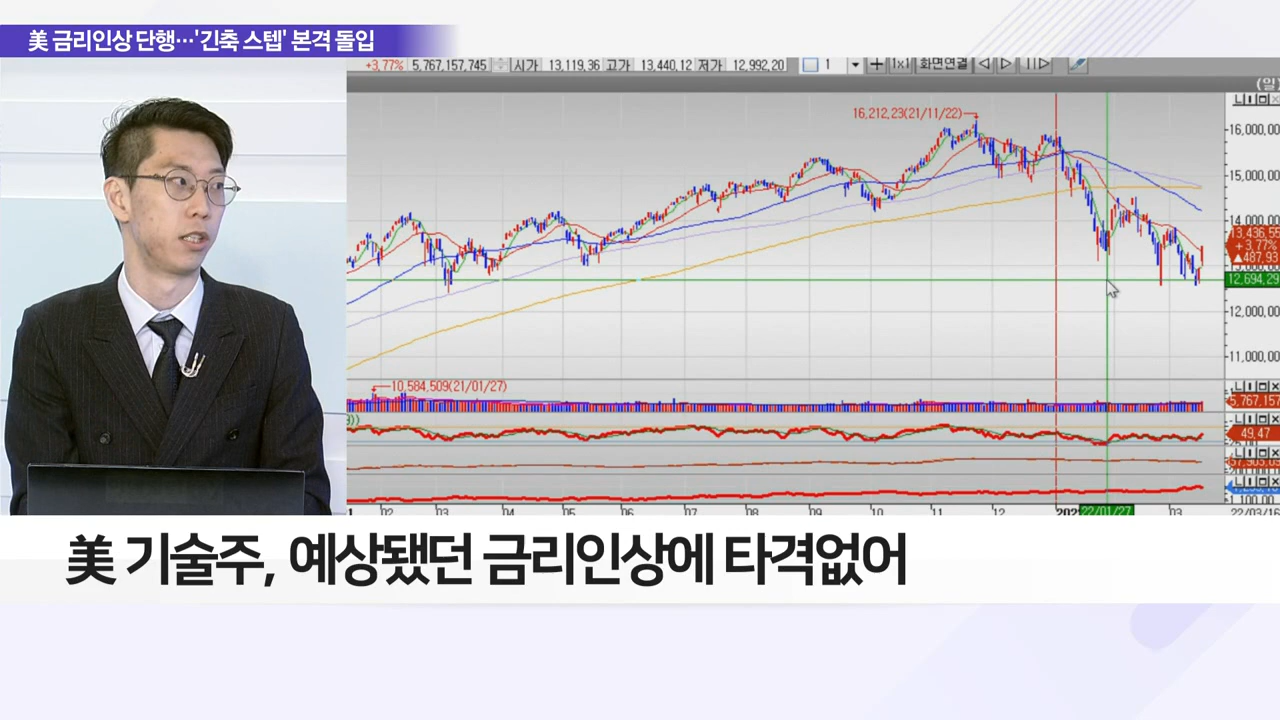 美 금리인상 단행…'긴축 스텝' 본격 돌입
+3,77% 5,767,157,745 시가 13,119,36 고가 13,440,12 저가 12,992,20 1 1x1 화면연결
(일)
16,212,23(21/11/22)
16,000,00
15,000,00
14,000,00
13,436,55
+3,77%
▲487,93
12,694,29
12,000,00
11,000,00
10,584,509(21/01/27)
5,767,157
49,47
1,100,00
02 03 04 05 06 07 08 09 10 11 12 22/01/27 03 22/03/16
美 기술주, 예상됐던 금리인상에 타격없어